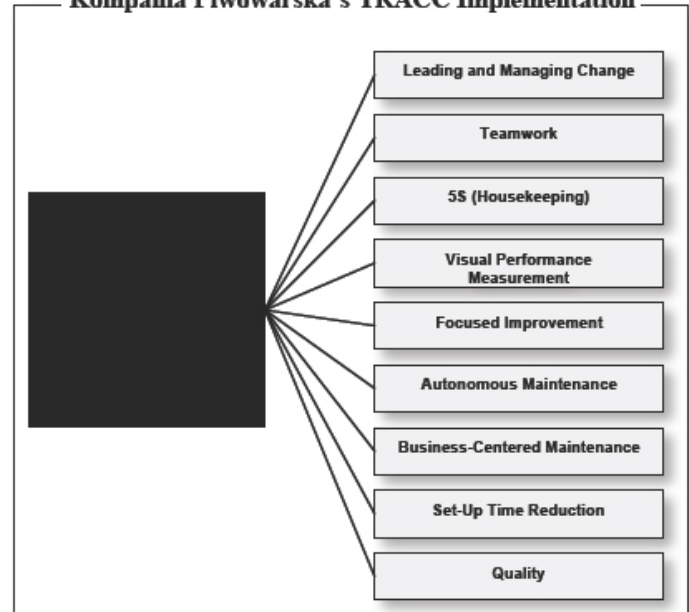 Kompania Piwowarska's TRACC Implementation
Leading and Managing Change
Teamwork
5S (Housekeeping)
Visual Performance
Measurement
Focused Improvement
Autonomous Maintenance
Business-Centered Maintenance
Set-Up Time Reduction
Quality